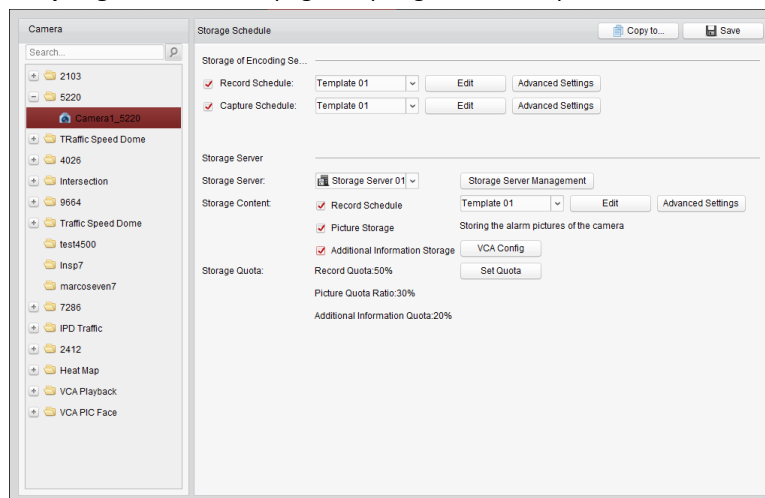 Camera
Search...
2103
5220
Camera1_5220
TRaffic Speed Dome
4026
Intersection
9664
Traffic Speed Dome
test4500
Insp7
marcoseven7
7286
IPD Traffic
2412
Heat Map
VCA Playback
VCA PIC Face
Storage Schedule Copy to... Save
Storage of Encoding Se...
Record Schedule: Template 01 Edit Advanced Settings
Capture Schedule: Template 01 Edit Advanced Settings
Storage Server
Storage Server: Storage Server 01 Storage Server Management
Storage Content: Record Schedule Template 01 Edit Advanced Settings
Picture Storage Storing the alarm pictures of the camera
Additional Information Storage VCA Config
Storage Quota: Record Quota:50% Set Quota
Picture Quota Ratio:30%
Additional Information Quota:20%